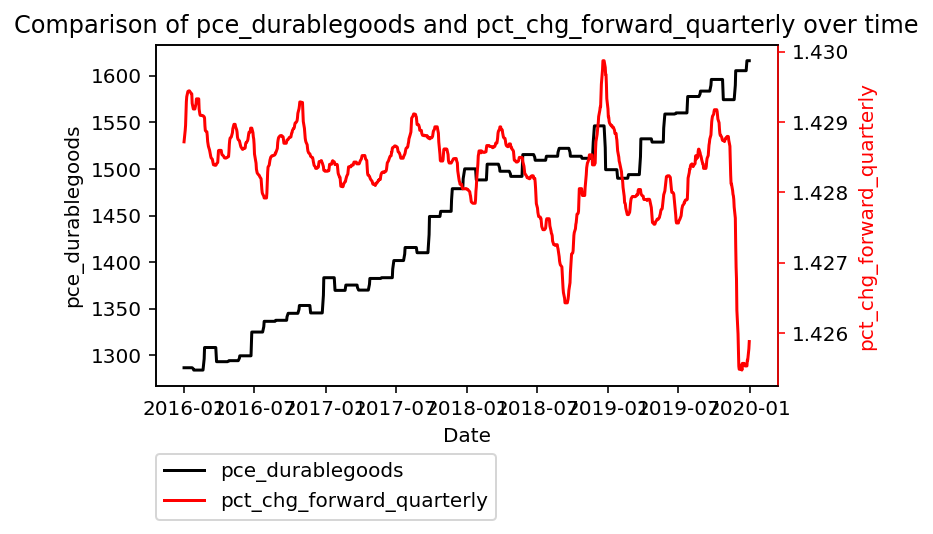 Comparison of pce_durablegoods and pct_chg_forward_quarterly over time
pce_durablegoods
1600
1550
1500
1450
1400
1350
1300
1.430
1.429
1.428
1.427
1.426
pct_chg_forward_quarterly
2016-01 2016-07 2017-01 2017-07 2018-01 2018-07 2019-01 2019-07 2020-01
Date
pce_durablegoods
pct_chg_forward_quarterly